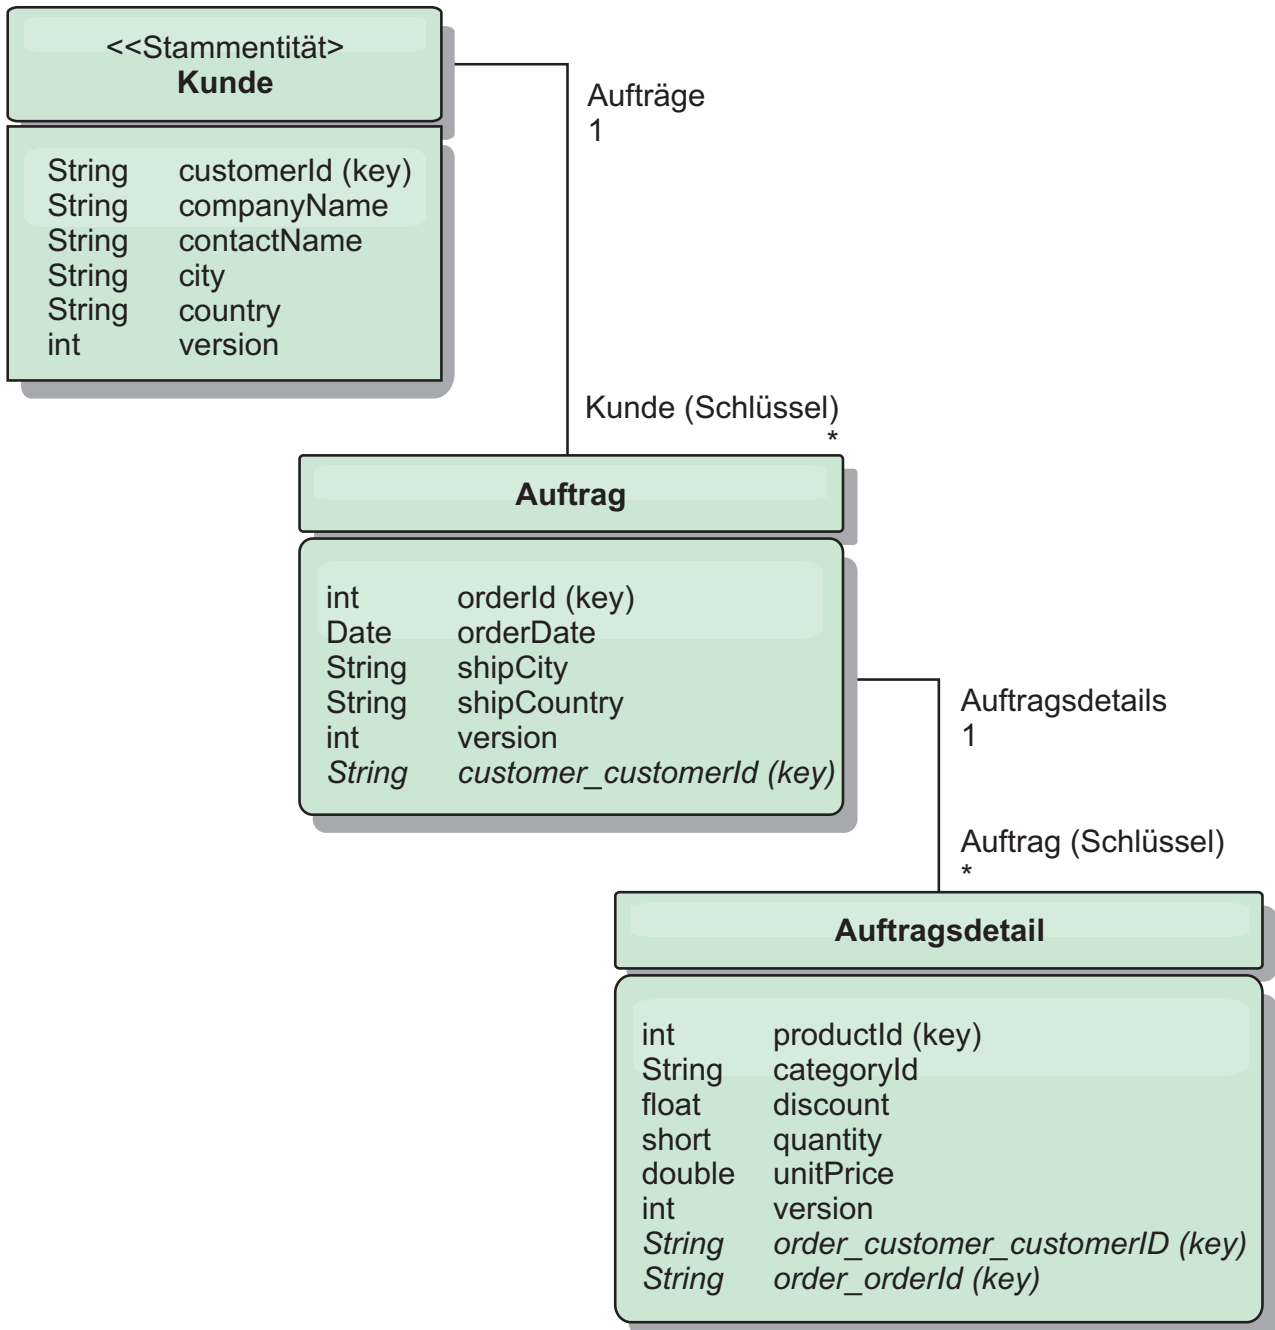 <<Stammentität>
Kunde
String customerId (key)
String companyName
String contactName
String city
String country
int version
Aufträge
1
Kunde (Schlüssel)
*
Auftrag
int orderId (key)
Date orderDate
String shipCity
String shipCountry
int version
String customer_customerId (key)
Auftragsdetails
1
Auftrag (Schlüssel)
*
Auftragsdetail
int productId (key)
String categoryId
float discount
short quantity
double unitPrice
int version
String order_customer_customerID (key)
String order_orderId (key)